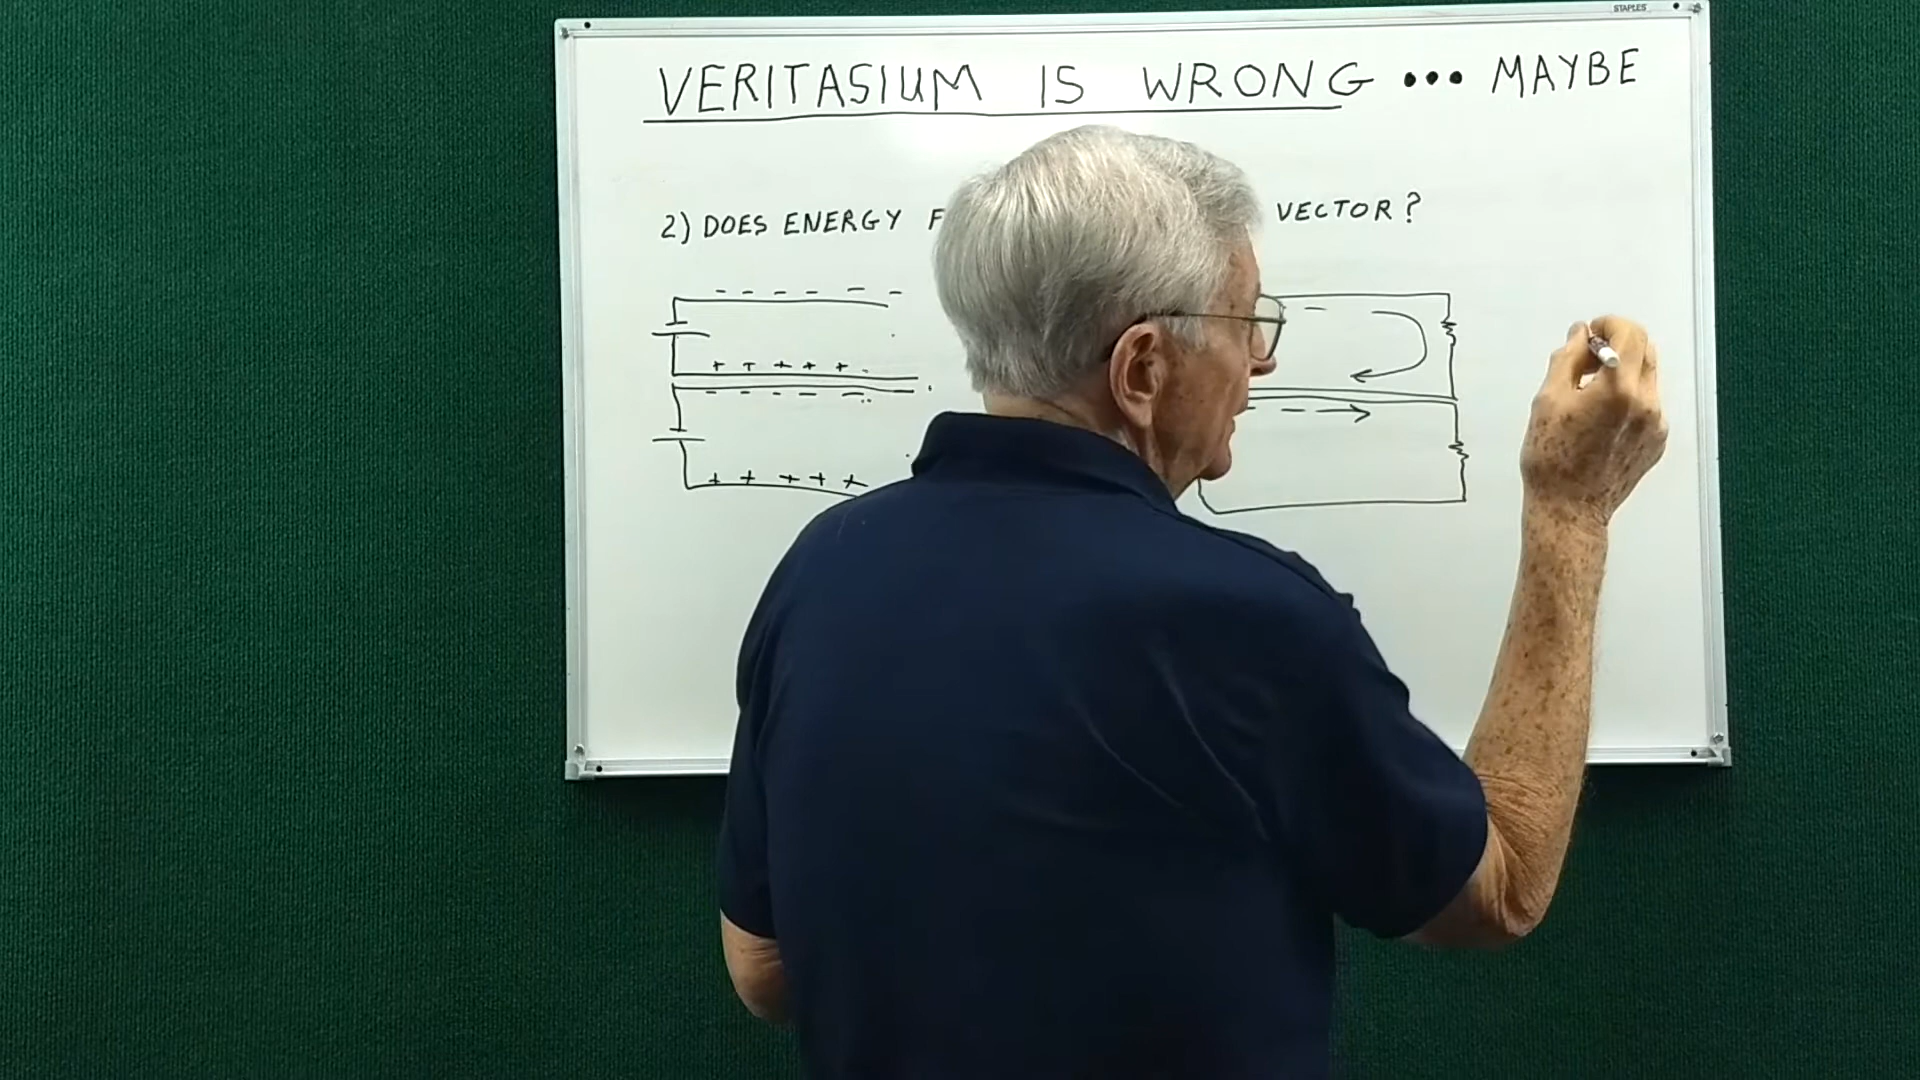 STAPLES
VERITASIUM IS WRONG ... MAYBE
2) DOES ENERGY F VECTOR?
- - - - - -
+ + + + +
- - - - -
+ + + + +